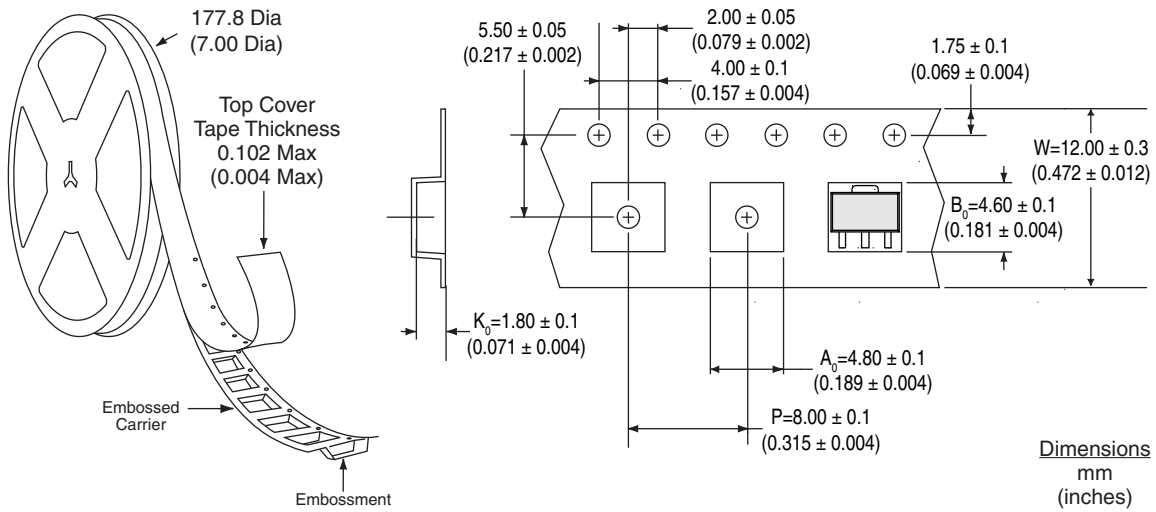 177.8 Dia
(7.00 Dia)
Top Cover
Tape Thickness
0.102 Max
(0.004 Max)
5.50 ± 0.05
(0.217 ± 0.002)
2.00 ± 0.05
(0.079 ± 0.002)
4.00 ± 0.1
(0.157 ± 0.004)
1.75 ± 0.1
(0.069 ± 0.004)
W=12.00 ± 0.3
(0.472 ± 0.012)
B₀=4.60 ± 0.1
(0.181 ± 0.004)
K₀=1.80 ± 0.1
(0.071 ± 0.004)
A₀=4.80 ± 0.1
(0.189 ± 0.004)
P=8.00 ± 0.1
(0.315 ± 0.004)
Embossed
Carrier
Embossment
Dimensions
mm
(inches)